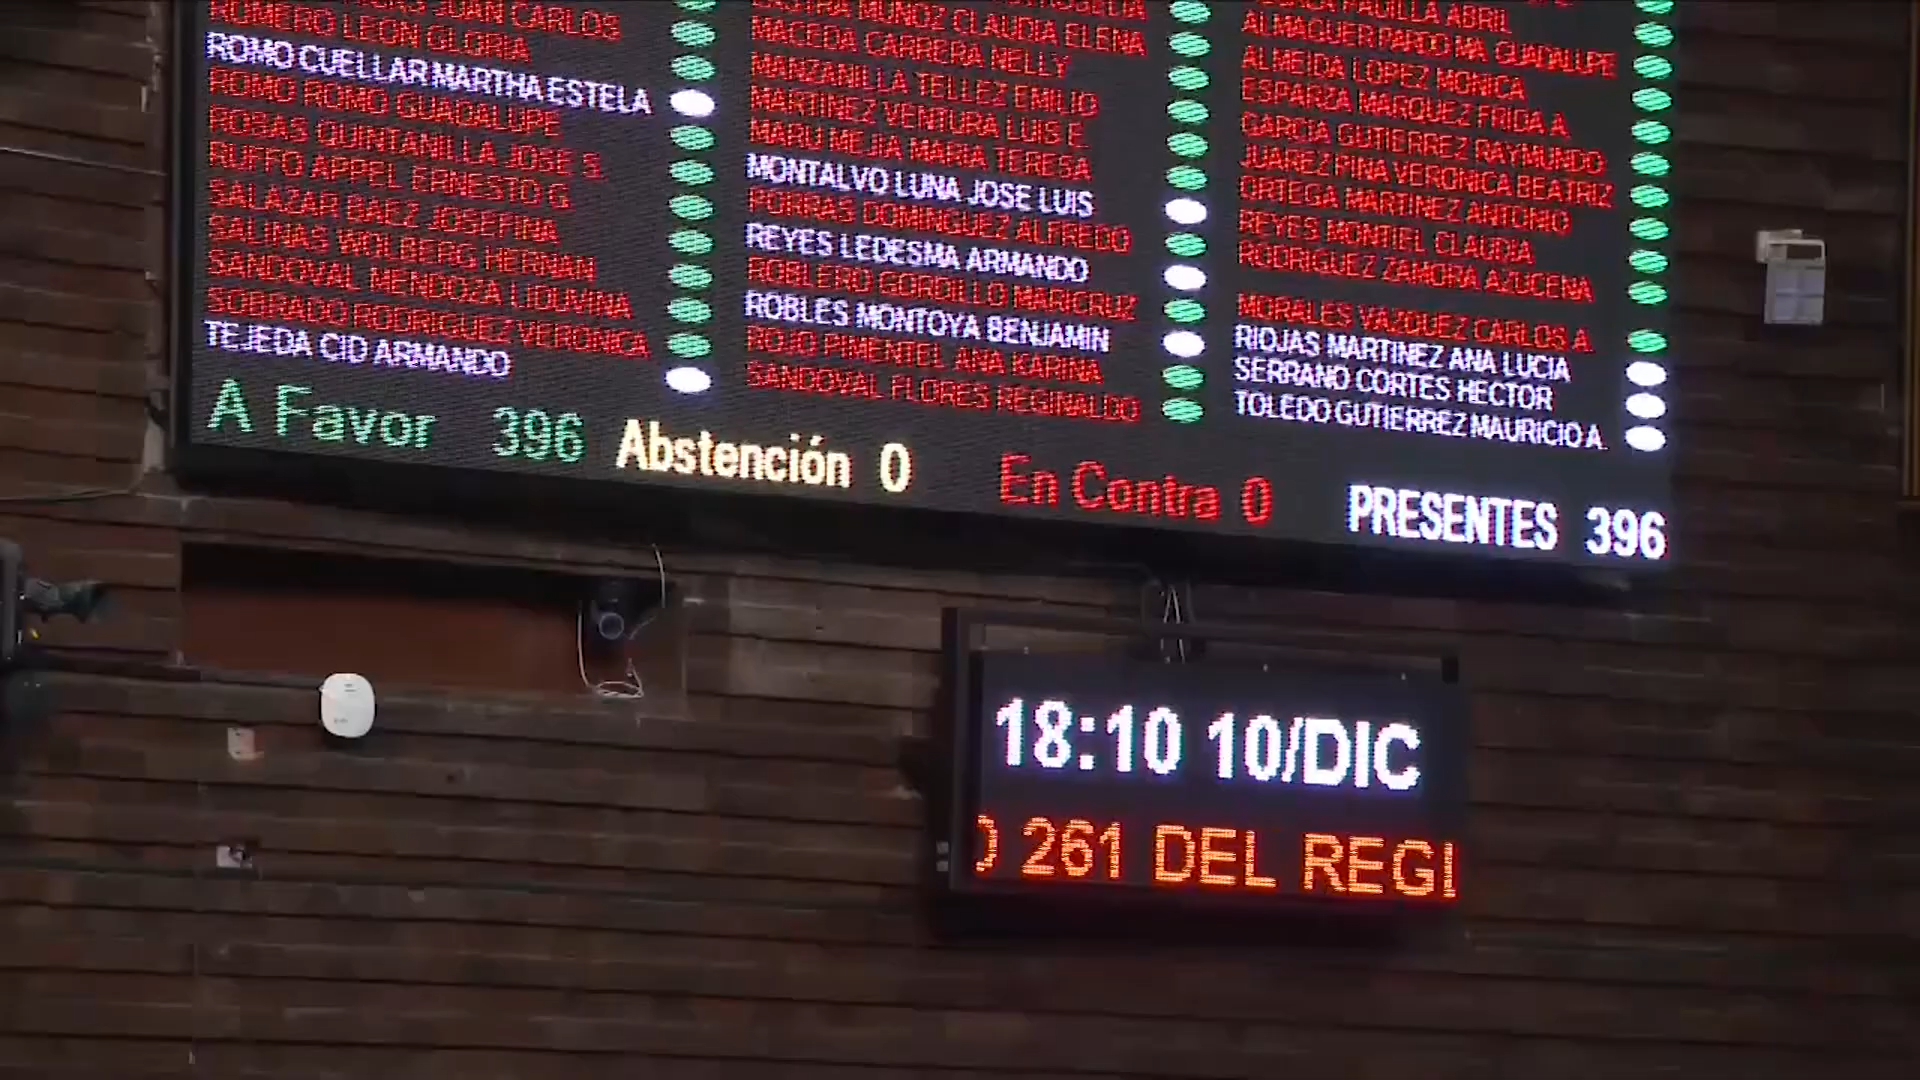 JUAN CARLOS
ROMERO LEON GLORIA
ROMO CUELLAR MARTHA ESTELA
ROMO ROMO GUADALUPE
ROSAS QUINTANILLA JOSE S.
RUFFO APPEL ERNESTO G
SALAZAR BAEZ JOSEFINA
SALINAS WOLBERG HERNAN
SANDOVAL MENDOZA LIDUVINA
SOBRADO RODRIGUEZ VERONICA
TEJEDA CID ARMANDO
MUÑOZ CLAUDIA ELENA
MACEDA CARRERA NELLY
MANZANILLA TELLEZ EMILIO
MARTINEZ VENTURA LUIS E.
MARU MEJIA MARIA TERESA
MONTALVO LUNA JOSE LUIS
PORRAS DOMINGUEZ ALFREDO
REYES LEDESMA ARMANDO
ROBLERO GORDILLO MARICRUZ
ROBLES MONTOYA BENJAMIN
ROJO PIMENTEL ANA KARINA
SANDOVAL FLORES REGINALDO
PADILLA ABRIL
ALMAGUER PARDO MA. GUADALUPE
ALMEIDA LOPEZ MONICA
ESPARZA MARQUEZ FRIDA A.
GARCIA GUTIERREZ RAYMUNDO
JUAREZ PIÑA VERONICA BEATRIZ
ORTEGA MARTINEZ ANTONIO
REYES MONTIEL CLAUDIA
RODRIGUEZ ZAMORA AZUCENA
MORALES VAZQUEZ CARLOS A.
RIOJAS MARTINEZ ANA LUCIA
SERRANO CORTES HECTOR
TOLEDO GUTIERREZ MAURICIO A.
A Favor 396 Abstención 0 En Contra 0 PRESENTES 396
18:10 10/DIC
261 DEL REGI